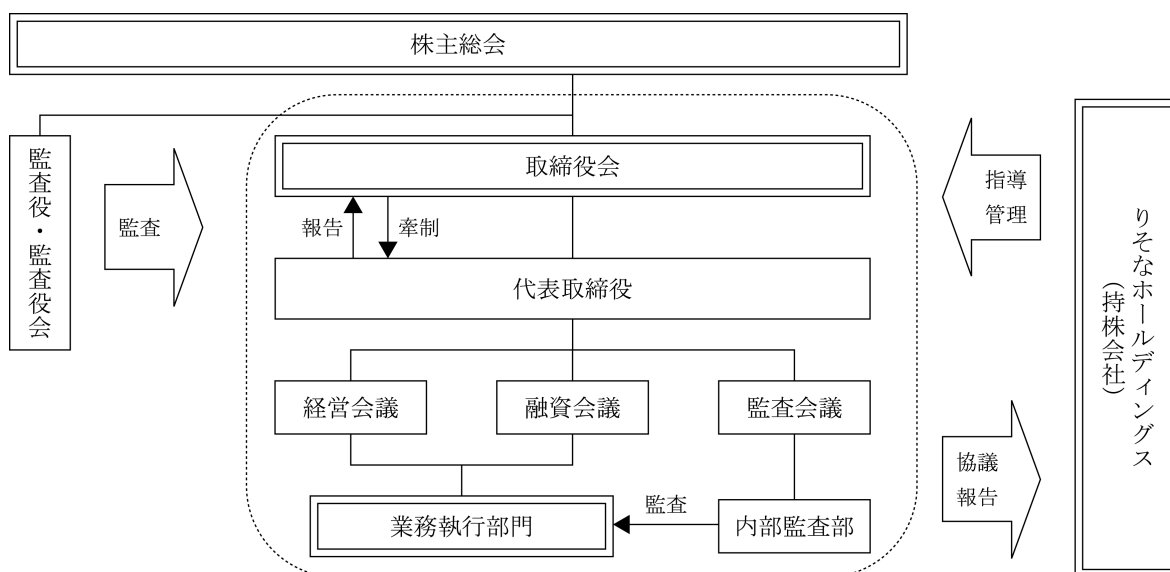 株主総会
監査役・監査役会
監査
取締役会
報告
牽制
代表取締役
経営会議
融資会議
監査会議
業務執行部門
監査
内部監査部
指導
管理
協議
報告
りそなホールディングス
(持株会社)